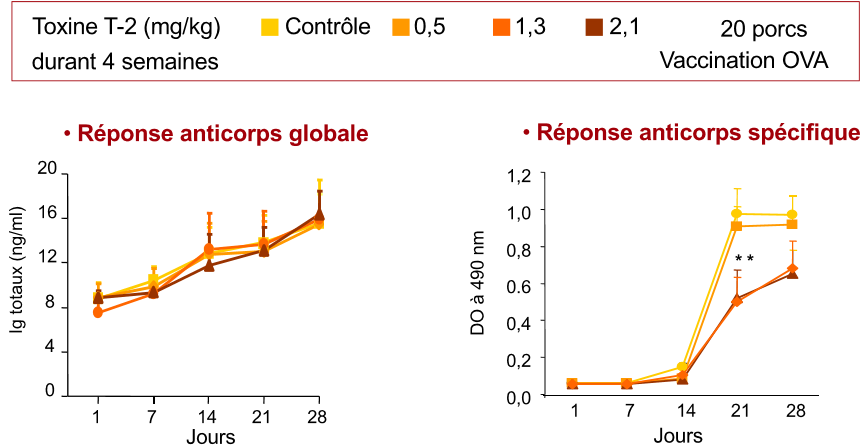 Toxine T-2 (mg/kg) Contrôle 0,5 1,3 2,1 20 porcs
durant 4 semaines Vaccination OVA
• Réponse anticorps globale
20
16
12
8
4
0
Ig totaux (ng/ml)
1 7 14 21 28
Jours
• Réponse anticorps spécifique
1,2
1,0
0,8
0,6
0,4
0,2
0,0
DO à 490 nm
* *
1 7 14 21 28
Jours